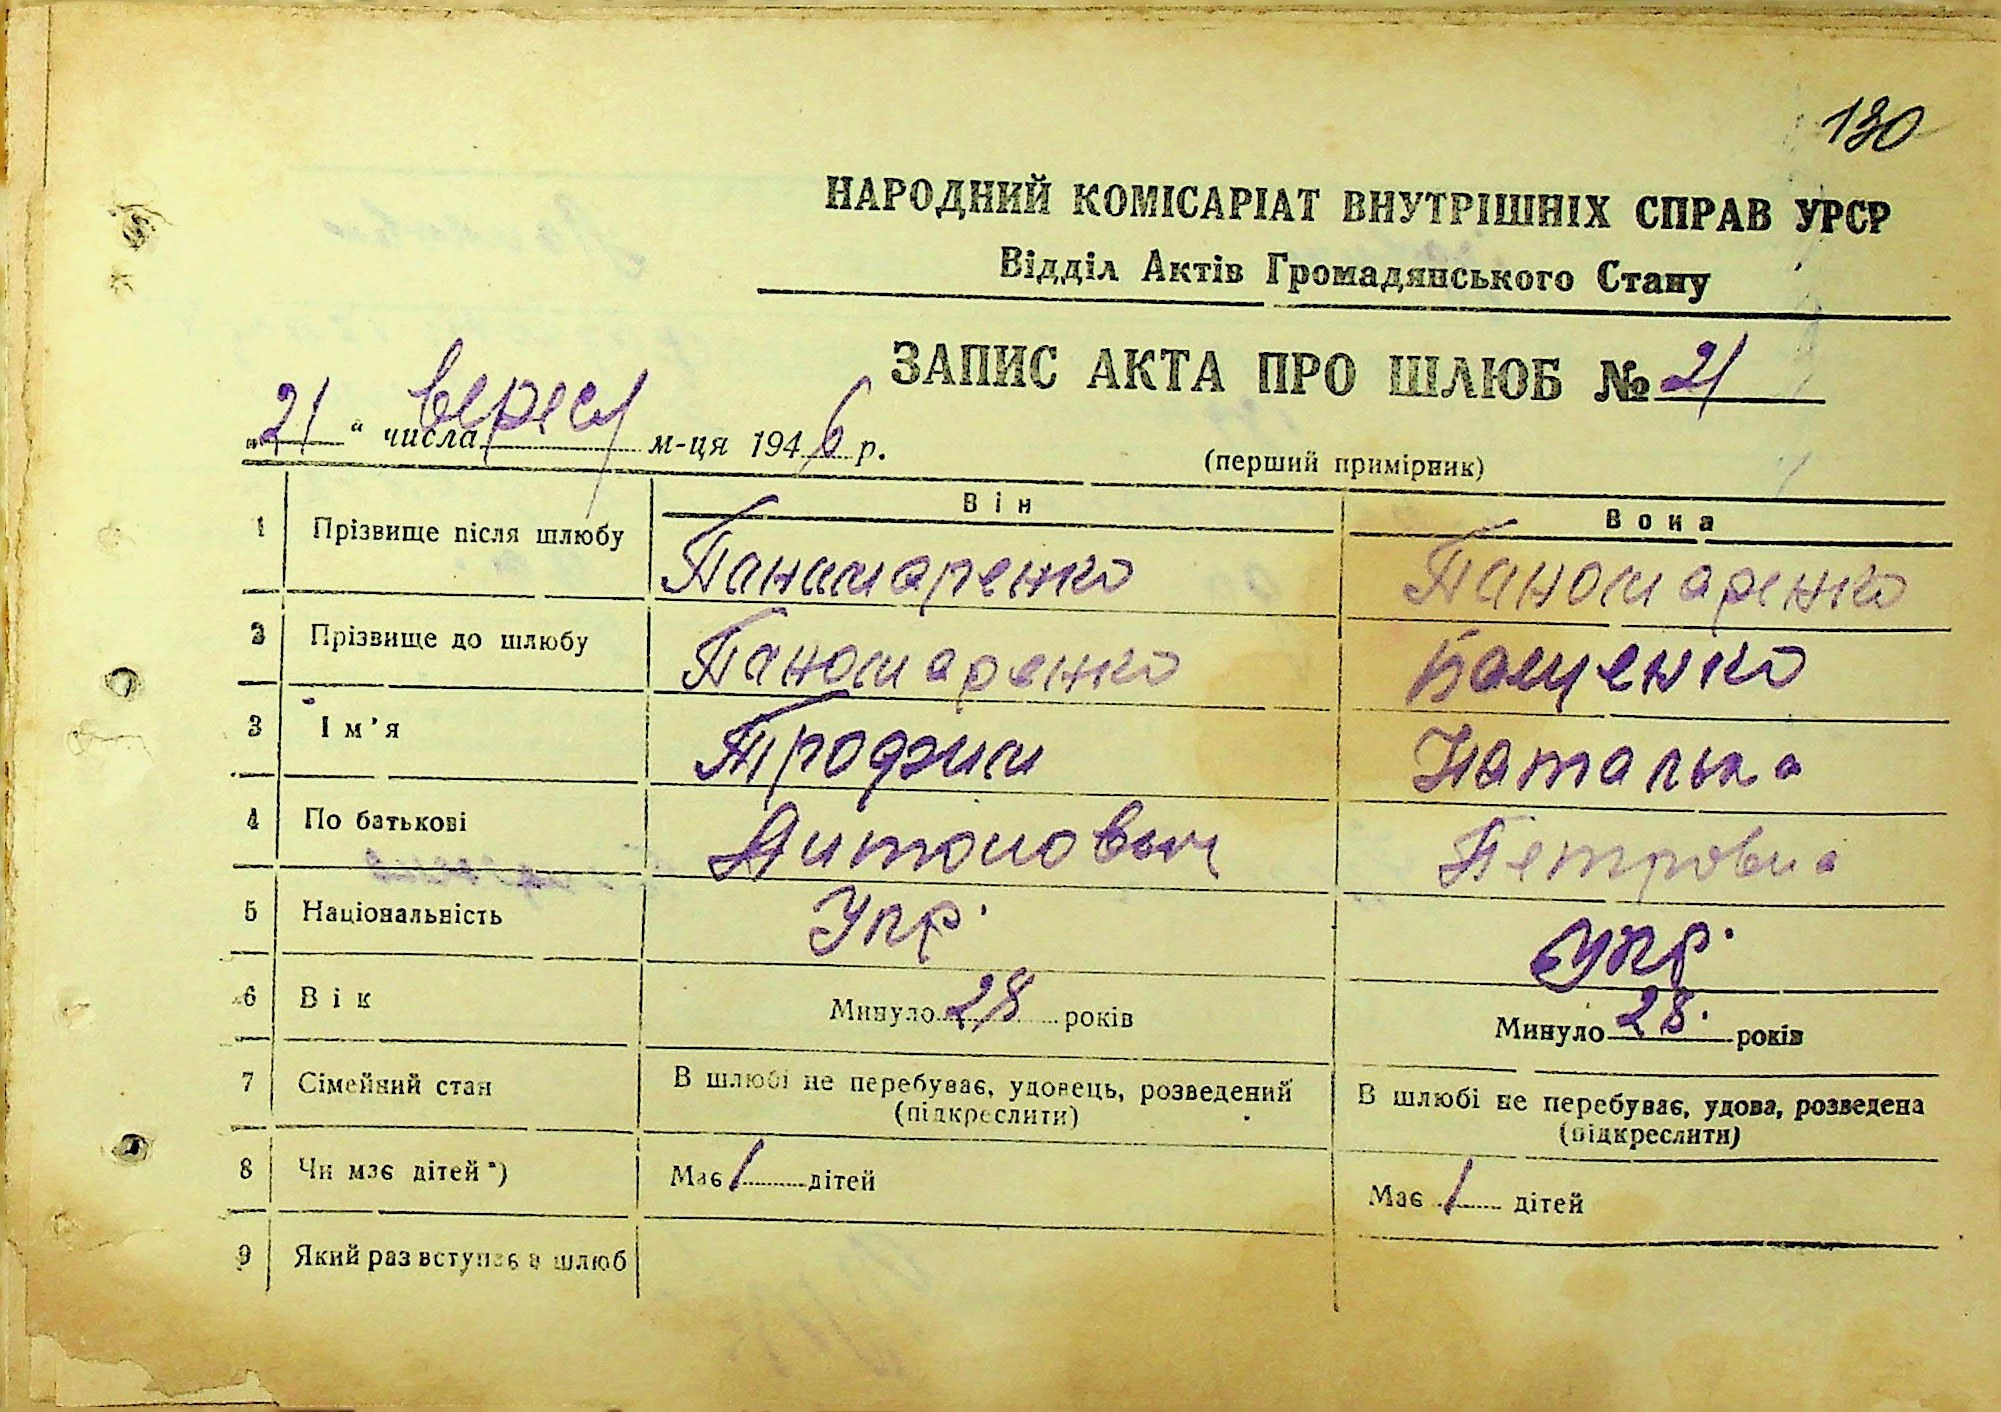 130
НАРОДНИЙ КОМІСАРІАТ ВНУТРІШНІХ СПРАВ УРСР
Відділ Актів Громадянського Стану
ЗАПИС АКТА ПРО ШЛЮБ № 21
„21“ числа верес м-ця 1946 р.
(перший примірник)
Він Вона
1 Прізвище після шлюбу Панамаренко Паномаренко
2 Прізвище до шлюбу Паномаренко Бащенко
3 Ім'я Трофим Наталька
4 По батькові Антонович Петровна
5 Національність Укр. Укр.
6 Вік Минуло 28 років Минуло 28. років
7 Сімейний стан В шлюбі не перебуває, удовець, розведений (підкреслити) В шлюбі не перебуває, удова, розведена (підкреслити)
8 Чи має дітей*) Має 1 дітей Має 1 дітей
9 Який раз вступає в шлюб